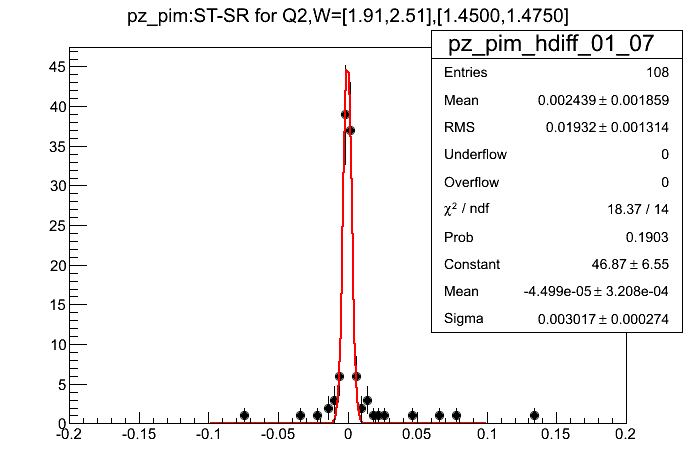 pz_pim:ST-SR for Q2,W=[1.91,2.51],[1.4500,1.4750]
pz_pim_hdiff_01_07
Entries 108
Mean 0.002439 ± 0.001859
RMS 0.01932 ± 0.001314
Underflow 0
Overflow 0
χ² / ndf 18.37 / 14
Prob 0.1903
Constant 46.87 ± 6.55
Mean -4.499e-05 ± 3.208e-04
Sigma 0.003017 ± 0.000274
45
40
35
30
25
20
15
10
5
0
-0.2 -0.15 -0.1 -0.05 0 0.05 0.1 0.15 0.2